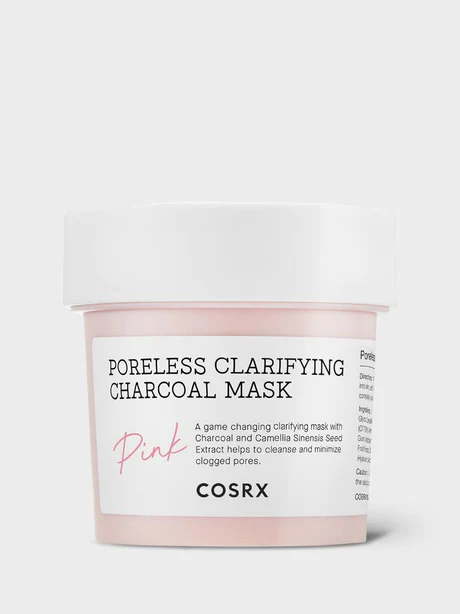 PORELESS CLARIFYING
CHARCOAL MASK
Pink
A game changing clarifying mask with
Charcoal and Camellia Sinensis Seed
Extract helps to cleanse and minimize
clogged pores.
COSRX
Poreless